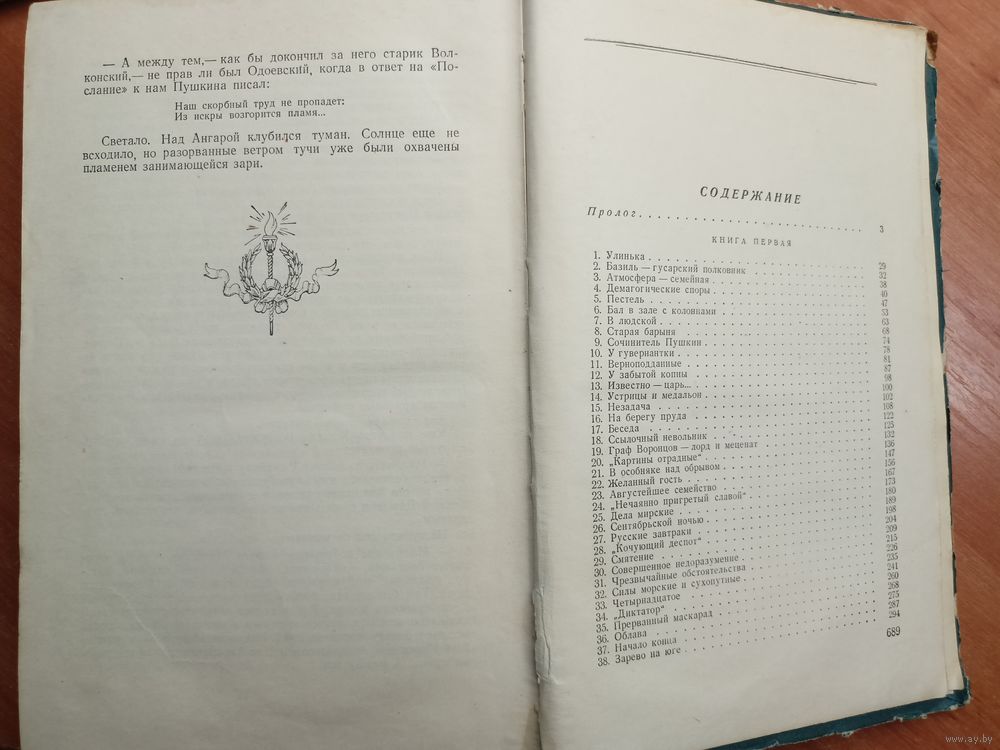 — А между тем,— как бы докончил за него старик Вол-
конский,— не прав ли был Одоевский, когда в ответ на «По-
слание» к нам Пушкина писал:
Наш скорбный труд не пропадет:
Из искры возгорится пламя...
Светало. Над Ангарой клубился туман. Солнце еще не
всходило, но разорванные ветром тучи уже были охвачены
пламенем занимающейся зари.
СОДЕРЖАНИЕ
Пролог 3
КНИГА ПЕРВАЯ
1. Улинька 29
2. Базиль — гусарский полковник 32
3. Атмосфера — семейная 38
4. Демагогические споры 40
5. Пестель 47
6. Бал в зале с колоннами 53
7. В людской 63
8. Старая барыня 68
9. Сочинитель Пушкин 74
10. У гувернантки 78
11. Верноподданные 81
12. У забытой копны 87
13. Известно — царь... 98
14. Устрицы и медальон 100
15. Незадача 102
16. На берегу пруда 108
17. Беседа 122
18. Ссылочный невольник 125
19. Граф Воронцов — лорд и меценат 132
20. „Картины отрадные“ 136
21. В особняке над обрывом 147
22. Желанный гость 156
23. Августейшее семейство 167
24. „Нечаянно пригретый славой“ 173
25. Дела мирские 180
26. Сентябрьской ночью 189
27. Русские завтраки 198
28. „Кочующий деспот“ 204
29. Смятение 209
30. Совершенное недоразумение 215
31. Чрезвычайные обстоятельства 226
32. Силы морские и сухопутные 235
33. Четырнадцатое 241
34. „Диктатор“ 260
35. Прерванный маскарад 268
36. Облава 275
37. Начало конца 287
38. Зарево на юге 294
689
www.ay.by